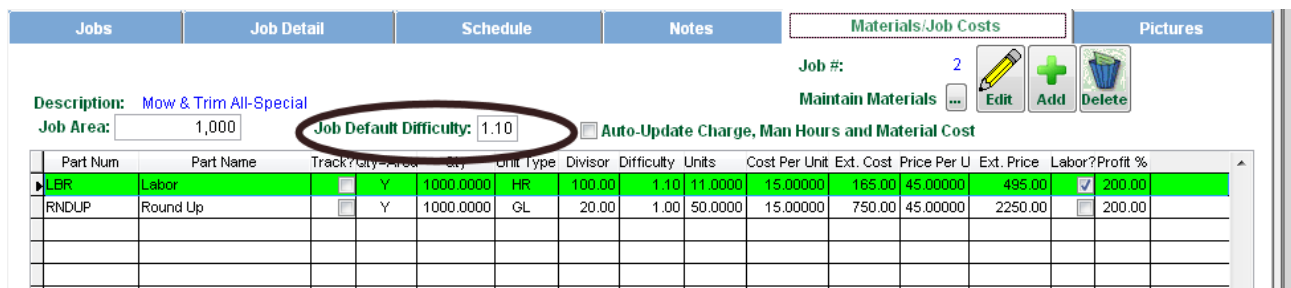 Jobs Job Detail Schedule Notes Materials/Job Costs Pictures
Job #: 2
Description: Mow & Trim All-Special Maintain Materials ... Edit Add Delete
Job Area: 1,000 Job Default Difficulty: 1.10 Auto-Update Charge, Man Hours and Material Cost
Part Num Part Name Track? Qty=Area Qty Unit Type Divisor Difficulty Units Cost Per Unit Ext. Cost Price Per U Ext. Price Labor? Profit %
LBR Labor Y 1000.0000 HR 100.00 1.10 11.0000 15.00000 165.00 45.00000 495.00 200.00
RNDUP Round Up Y 1000.0000 GL 20.00 1.00 50.0000 15.00000 750.00 45.00000 2250.00 200.00